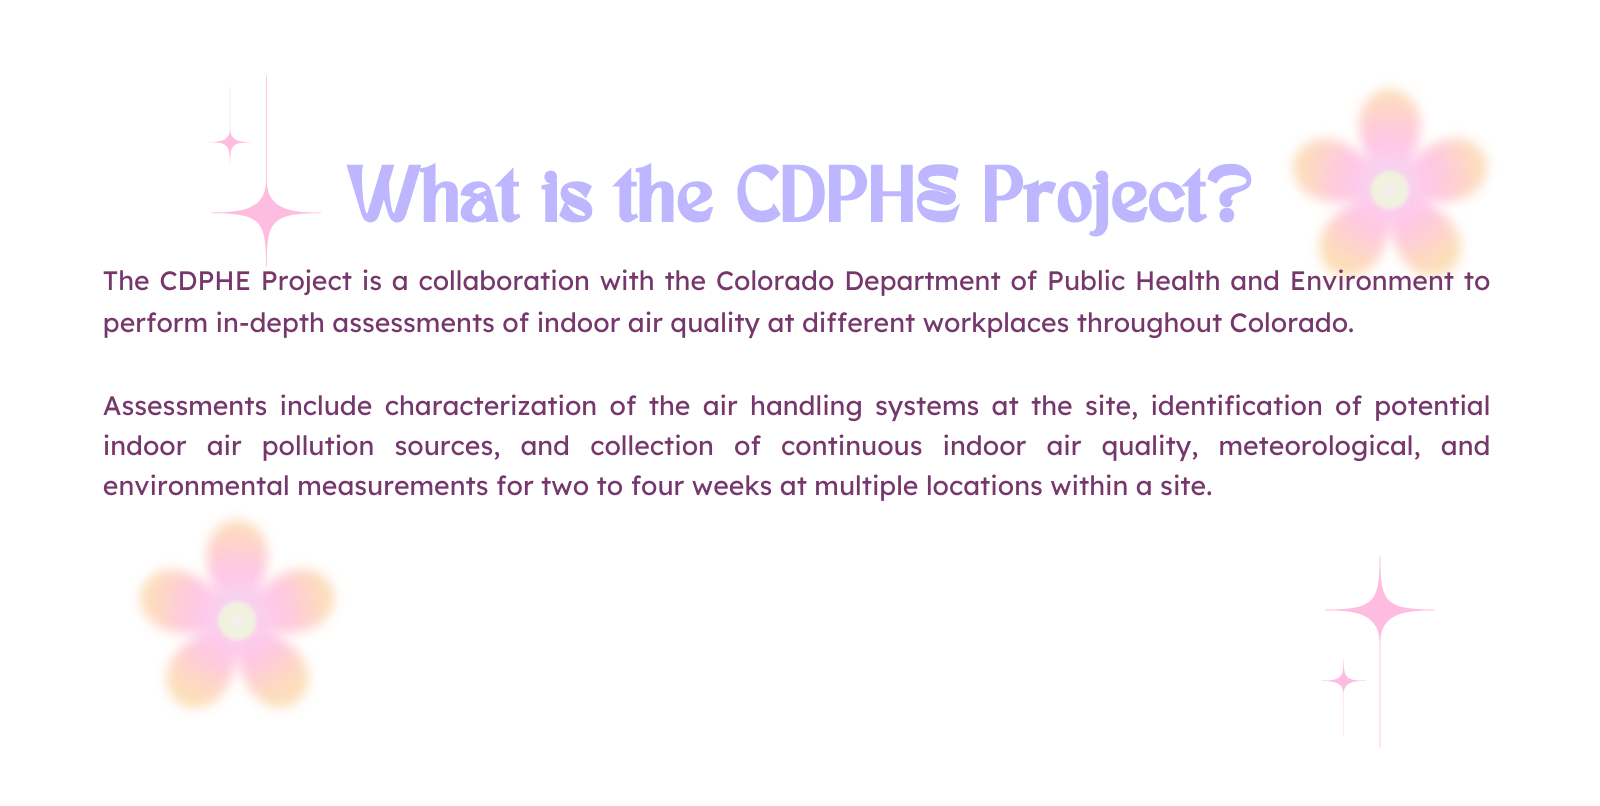 What is the CDPHE Project?
The CDPHE Project is a collaboration with the Colorado Department of Public Health and Environment to
perform in-depth assessments of indoor air quality at different workplaces throughout Colorado.
Assessments include characterization of the air handling systems at the site, identification of potential
indoor air pollution sources, and collection of continuous indoor air quality, meteorological, and
environmental measurements for two to four weeks at multiple locations within a site.